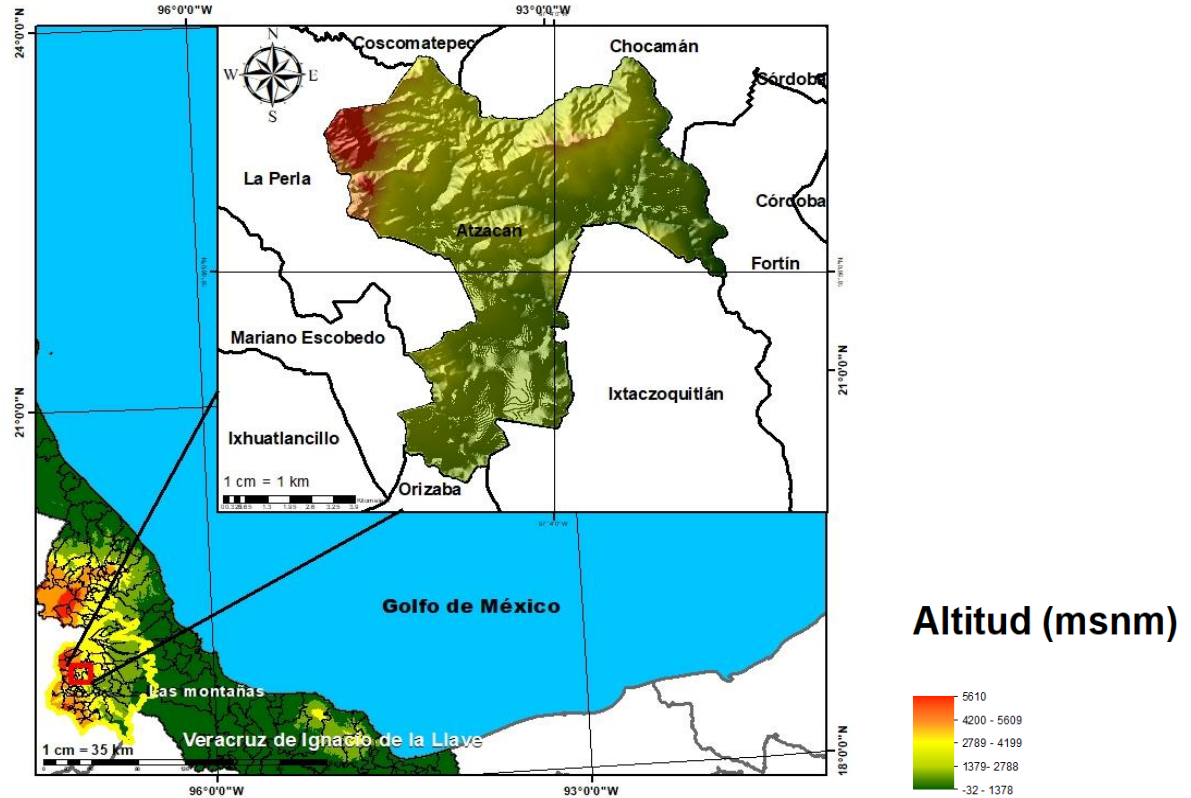 96°0'0"W
93°0'0"W
24°0'0"N
N
W
E
S
Coscomatepec
Chocamán
Córdoba
La Perla
Córdoba
Atzacan
Fortín
Mariano Escobedo
21°0'0"N
21°0'0"N
Ixtaczoquitlán
Ixhuatlancillo
1 cm = 1 km
Orizaba
97°4'0"W
Golfo de México
Altitud (msnm)
Las montañas
5610
4200 - 5609
2789 - 4199
1379- 2788
-32 - 1378
Veracruz de Ignacio de la Llave
1 cm = 35 km
18°0'0"N
96°0'0"W
93°0'0"W